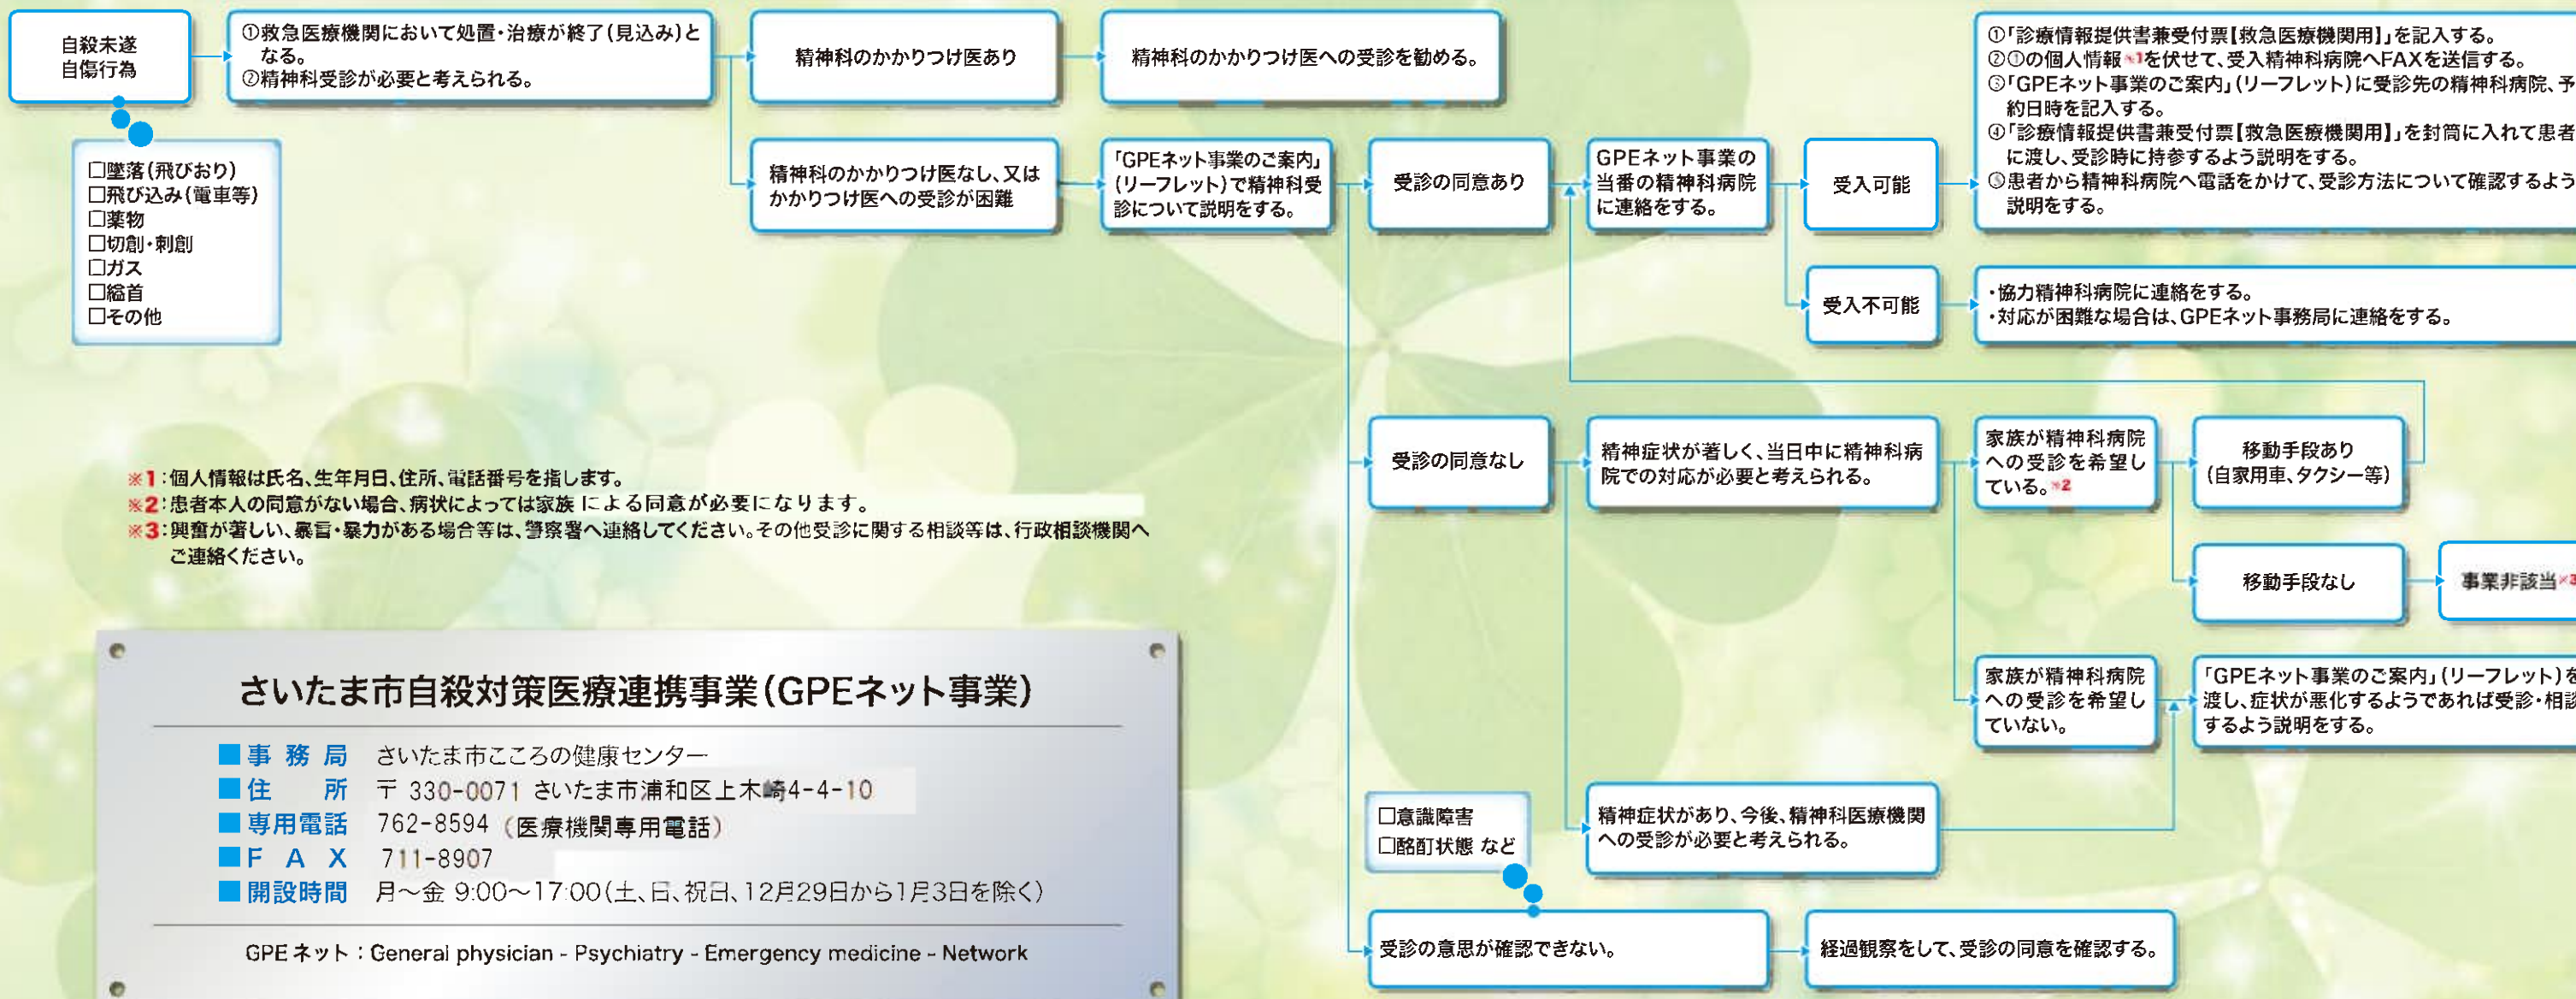 自殺未遂
自傷行為
□墜落(飛びおり)
□飛び込み(電車等)
□薬物
□切創・刺創
□ガス
□縊首
□その他
①救急医療機関において処置・治療が終了(見込み)と
なる。
②精神科受診が必要と考えられる。
精神科のかかりつけ医あり
精神科のかかりつけ医への受診を勧める。
精神科のかかりつけ医なし、又は
かかりつけ医への受診が困難
「GPEネット事業のご案内」
(リーフレット)で精神科受
診について説明をする。
受診の同意あり
GPEネット事業の
当番の精神科病院
に連絡をする。
受入可能
①「診療情報提供書兼受付票【救急医療機関用】」を記入する。
②①の個人情報※1を伏せて、受入精神科病院へFAXを送信する。
③「GPEネット事業のご案内」(リーフレット)に受診先の精神科病院、予
約日時を記入する。
④「診療情報提供書兼受付票【救急医療機関用】」を封筒に入れて患者
に渡し、受診時に持参するよう説明をする。
⑤患者から精神科病院へ電話をかけて、受診方法について確認するよう
説明をする。
受入不可能
・協力精神科病院に連絡をする。
・対応が困難な場合は、GPEネット事務局に連絡をする。
受診の同意なし
精神症状が著しく、当日中に精神科病
院での対応が必要と考えられる。
家族が精神科病院
への受診を希望し
ている。※2
移動手段あり
(自家用車、タクシー等)
移動手段なし
事業非該当※3
家族が精神科病院
への受診を希望し
ていない。
「GPEネット事業のご案内」(リーフレット)を
渡し、症状が悪化するようであれば受診・相談
するよう説明をする。
精神症状があり、今後、精神科医療機関
への受診が必要と考えられる。
□意識障害
□酩酊状態 など
受診の意思が確認できない。
経過観察をして、受診の同意を確認する。
※1:個人情報は氏名、生年月日、住所、電話番号を指します。
※2:患者本人の同意がない場合、病状によっては家族による同意が必要になります。
※3:興奮が著しい、暴言・暴力がある場合等は、警察署へ連絡してください。その他受診に関する相談等は、行政相談機関へ
ご連絡ください。
さいたま市自殺対策医療連携事業(GPEネット事業)
■事務局 さいたま市こころの健康センター
■住所 〒330-0071 さいたま市浦和区上木崎4-4-10
■専用電話 762-8594 (医療機関専用電話)
■FAX 711-8907
■開設時間 月～金 9:00～17:00(土、日、祝日、12月29日から1月3日を除く)
GPEネット:General physician - Psychiatry - Emergency medicine - Network